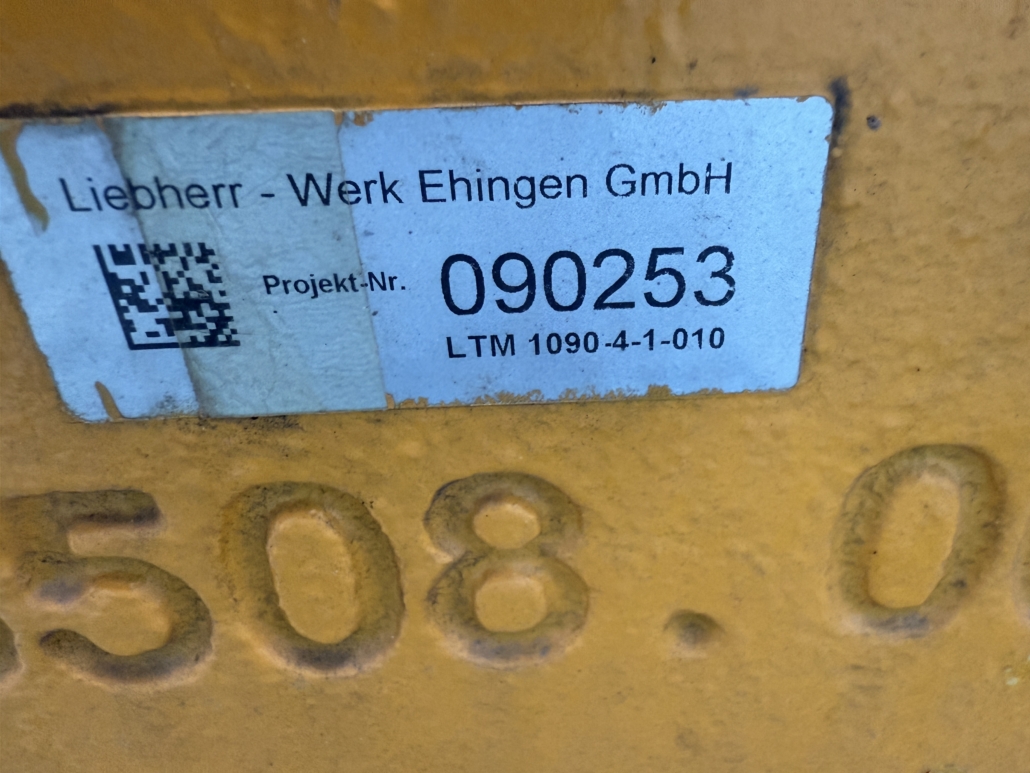 Liebherr - Werk Ehingen GmbH
Projekt-Nr. 090253
LTM 1090-4-1-010
508.0